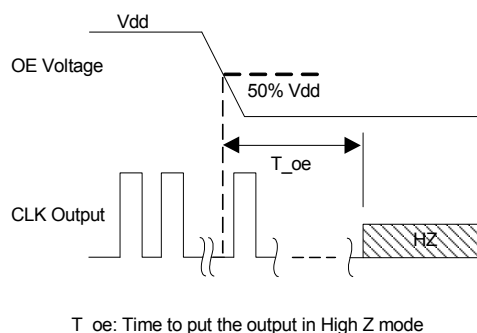 Vdd
OE Voltage
50% Vdd
T_oe
CLK Output
HZ
T_oe: Time to put the output in High Z mode